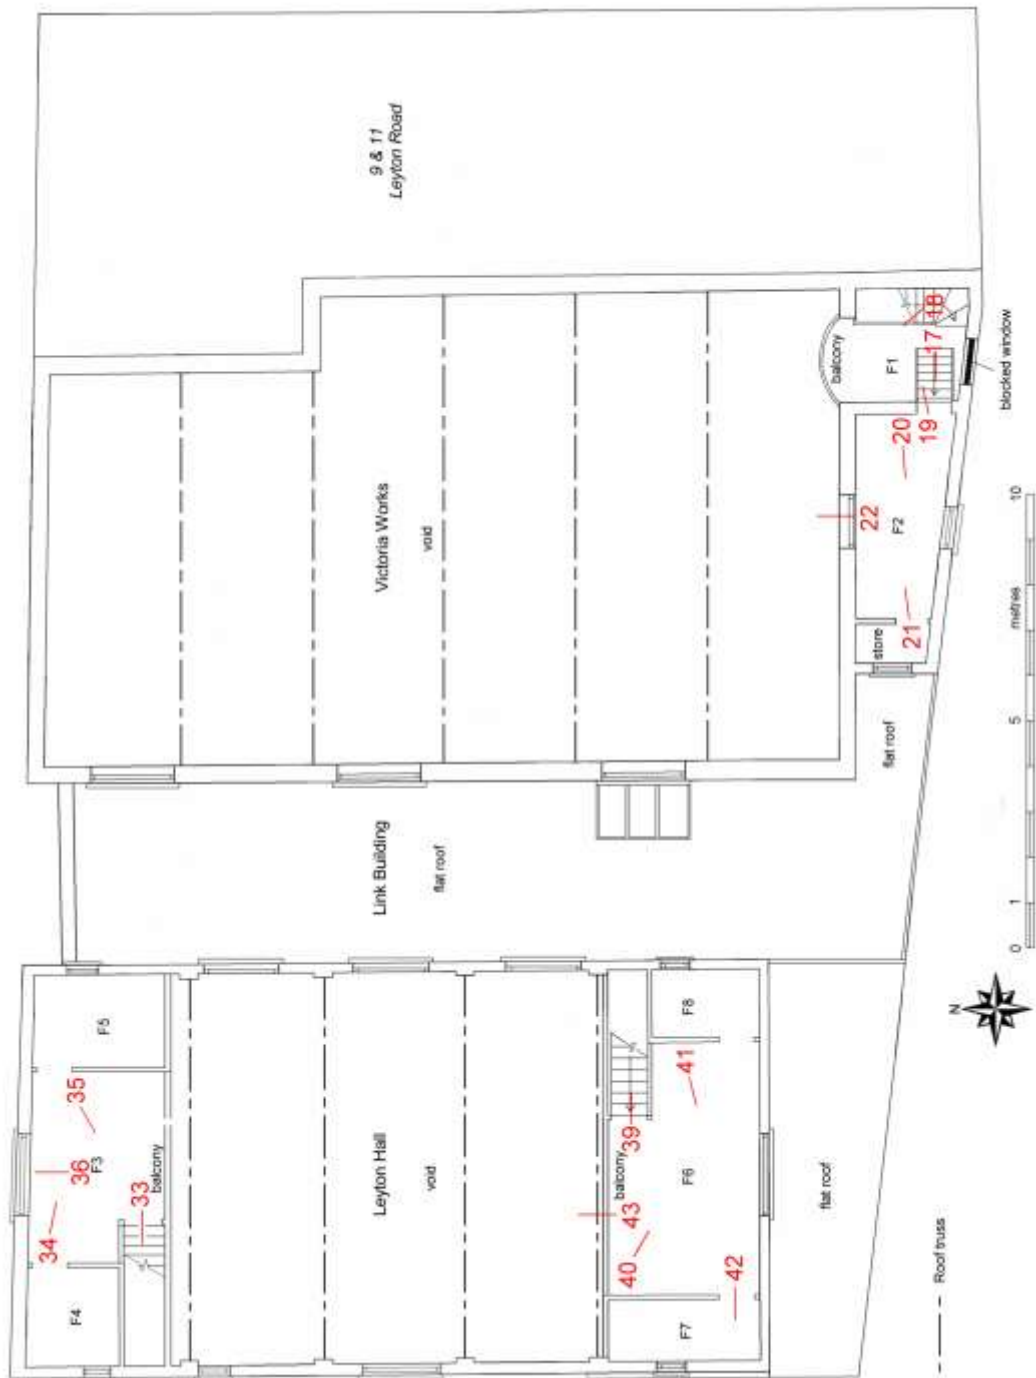 9 & 11
Leyton Road
Victoria Works
void
balcony
F1
18
17
19
20
22
F2
21
store
blocked window
flat roof
Link Building
flat roof
F5
35
F3
36
balcony
33
34
F4
Leyton Hall
void
F8
41
39
balcony
F6
43
40
42
F7
flat roof
N
0
1
5
metres
10
Roof truss